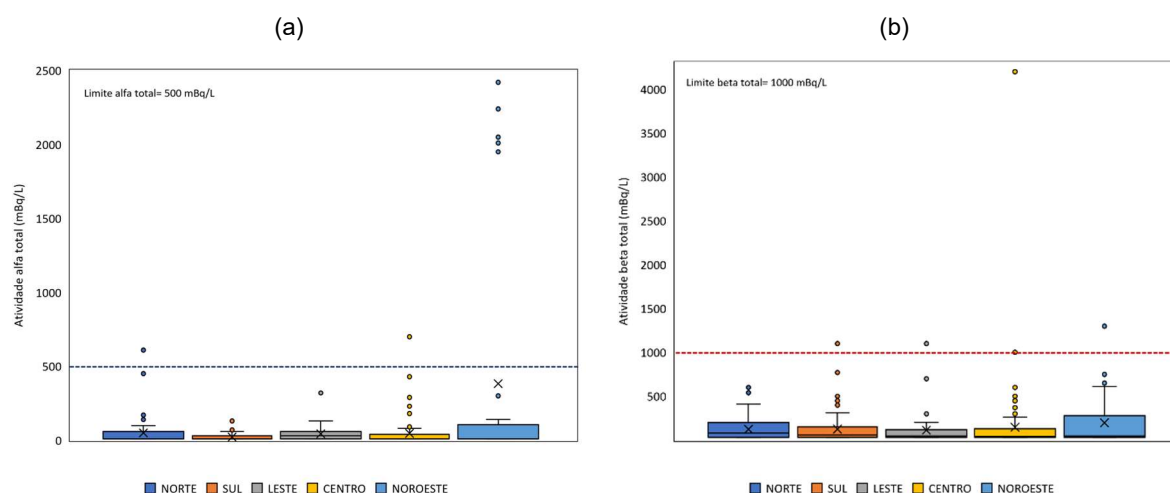 (a)
(b)
Limite alfa total= 500 mBq/L
Atividade alfa total (mBq/L)
2500
2000
1500
1000
500
0
NORTE SUL LESTE CENTRO NOROESTE
Limite beta total= 1000 mBq/L
Atividade beta total (mBq/L)
4000
3500
3000
2500
2000
1500
1000
500
NORTE SUL LESTE CENTRO NOROESTE